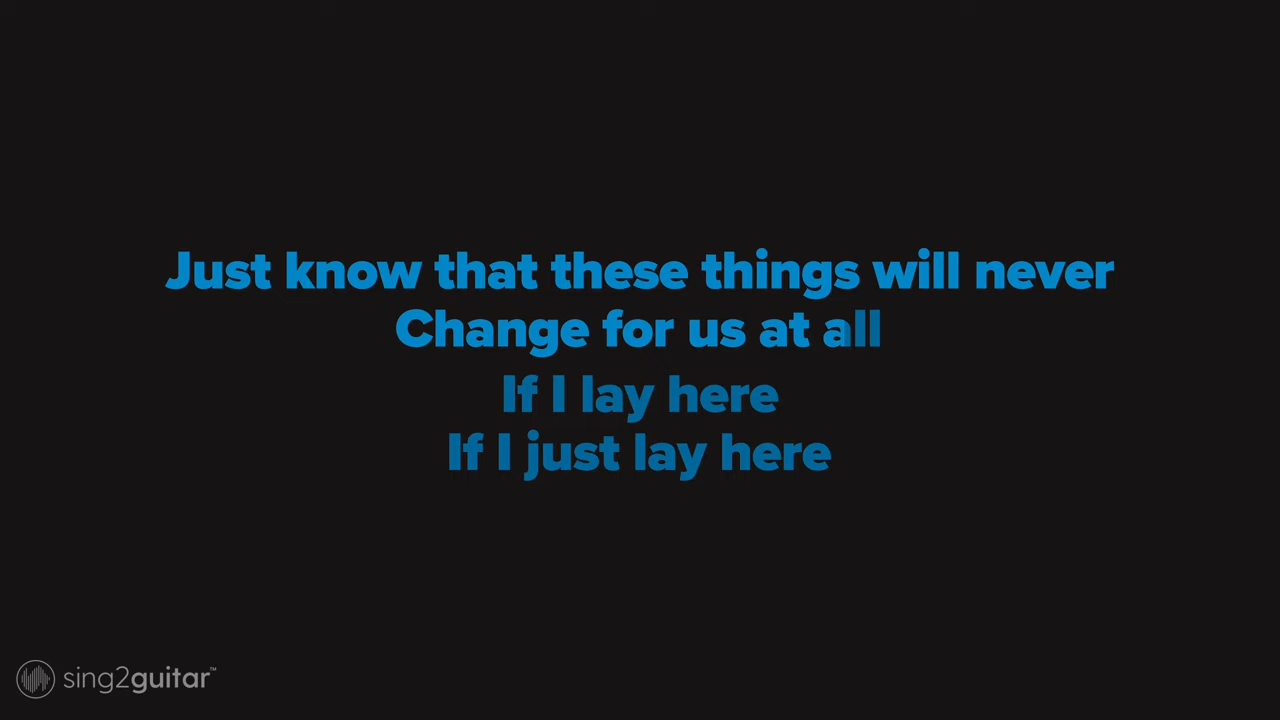 Just know that these things will never
Change for us at all
If I lay here
If I just lay here
sing2guitar™